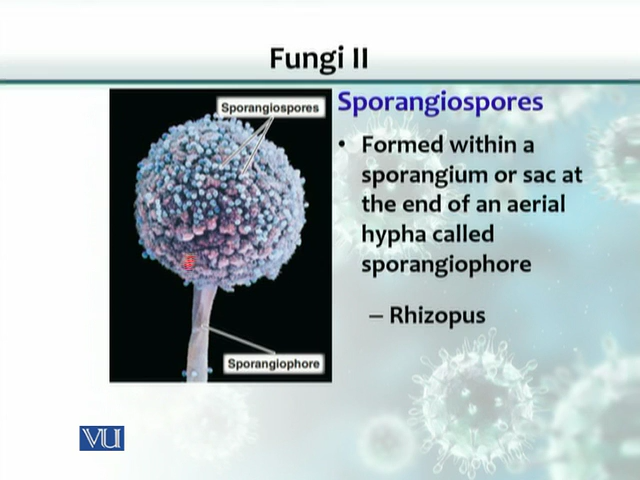 Fungi II
Sporangiospores
Sporangiophore
Sporangiospores
• Formed within a
sporangium or sac at
the end of an aerial
hypha called
sporangiophore
– Rhizopus
VU